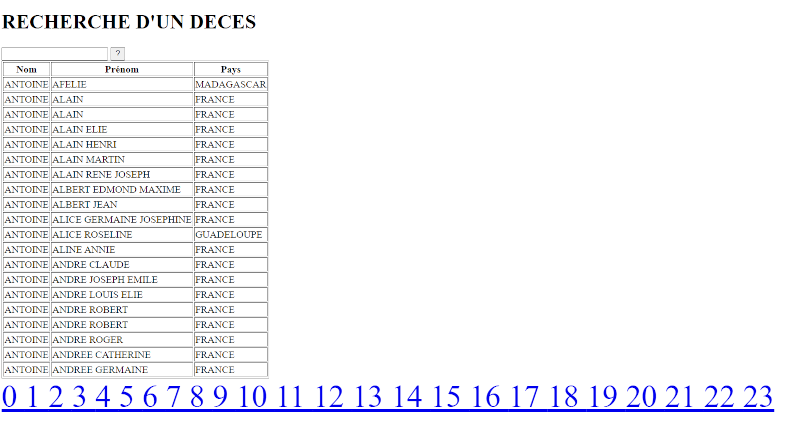 RECHERCHE D'UN DECES
?
Nom Prénom Pays
ANTOINE AFELIE MADAGASCAR
ANTOINE ALAIN FRANCE
ANTOINE ALAIN FRANCE
ANTOINE ALAIN ELIE FRANCE
ANTOINE ALAIN HENRI FRANCE
ANTOINE ALAIN MARTIN FRANCE
ANTOINE ALAIN RENE JOSEPH FRANCE
ANTOINE ALBERT EDMOND MAXIME FRANCE
ANTOINE ALBERT JEAN FRANCE
ANTOINE ALICE GERMAINE JOSEPHINE FRANCE
ANTOINE ALICE ROSELINE GUADELOUPE
ANTOINE ALINE ANNIE FRANCE
ANTOINE ANDRE CLAUDE FRANCE
ANTOINE ANDRE JOSEPH EMILE FRANCE
ANTOINE ANDRE LOUIS ELIE FRANCE
ANTOINE ANDRE ROBERT FRANCE
ANTOINE ANDRE ROBERT FRANCE
ANTOINE ANDRE ROGER FRANCE
ANTOINE ANDREE CATHERINE FRANCE
ANTOINE ANDREE GERMAINE FRANCE
0 1 2 3 4 5 6 7 8 9 10 11 12 13 14 15 16 17 18 19 20 21 22 23